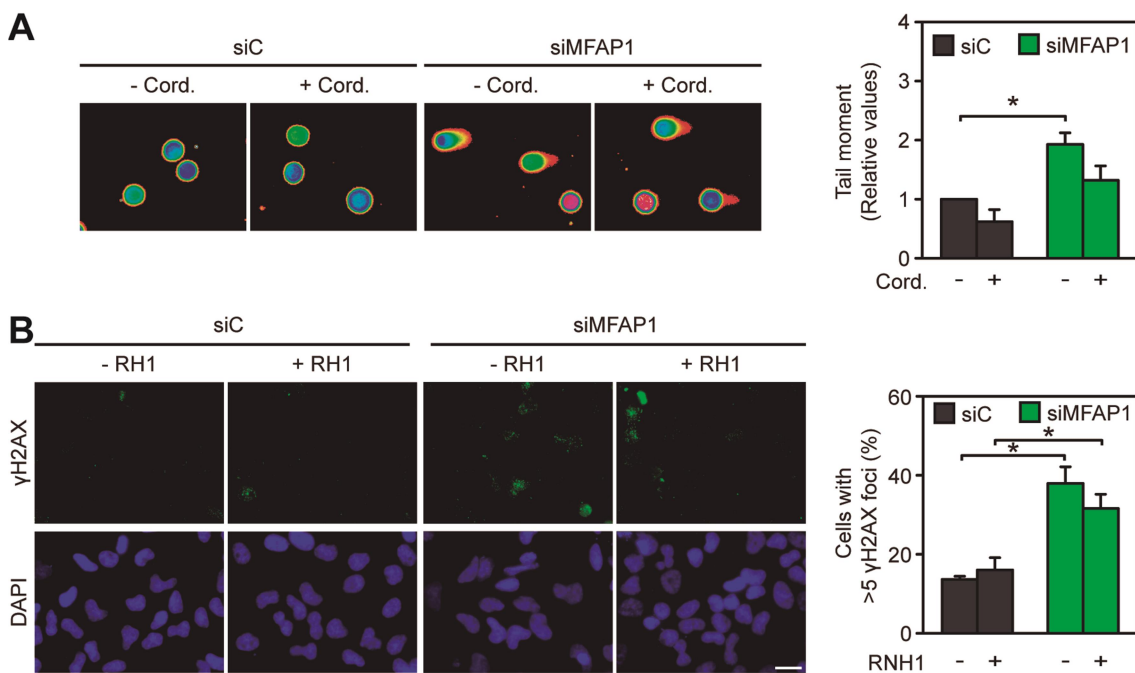 A
siC
siMFAP1
- Cord.
+ Cord.
- Cord.
+ Cord.
Tail moment
(Relative values)
4
3
2
1
0
siC
siMFAP1
*
Cord.
-
+
-
+
B
siC
siMFAP1
- RH1
+ RH1
- RH1
+ RH1
γH2AX
DAPI
Cells with
>5 γH2AX foci (%)
60
40
20
0
siC
siMFAP1
*
*
RNH1
-
+
-
+